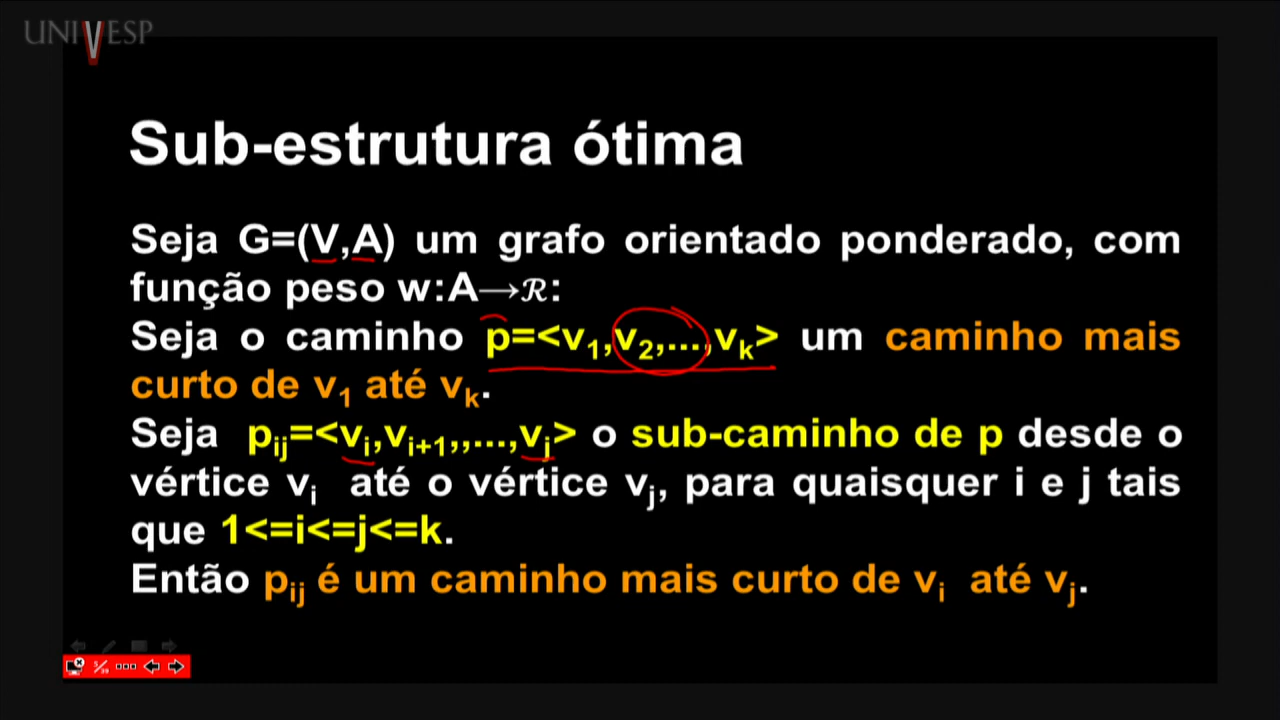 UNIVESP
Sub-estrutura ótima
Seja G=(V,A) um grafo orientado ponderado, com
função peso w:A→ℛ:
Seja o caminho p=<v₁,v₂,...,vₖ> um caminho mais
curto de v₁ até vₖ.
Seja pᵢⱼ=<vᵢ,vᵢ₊₁,,...,vⱼ> o sub-caminho de p desde o
vértice vᵢ até o vértice vⱼ, para quaisquer i e j tais
que 1<=i<=j<=k.
Então pᵢⱼ é um caminho mais curto de vᵢ até vⱼ.